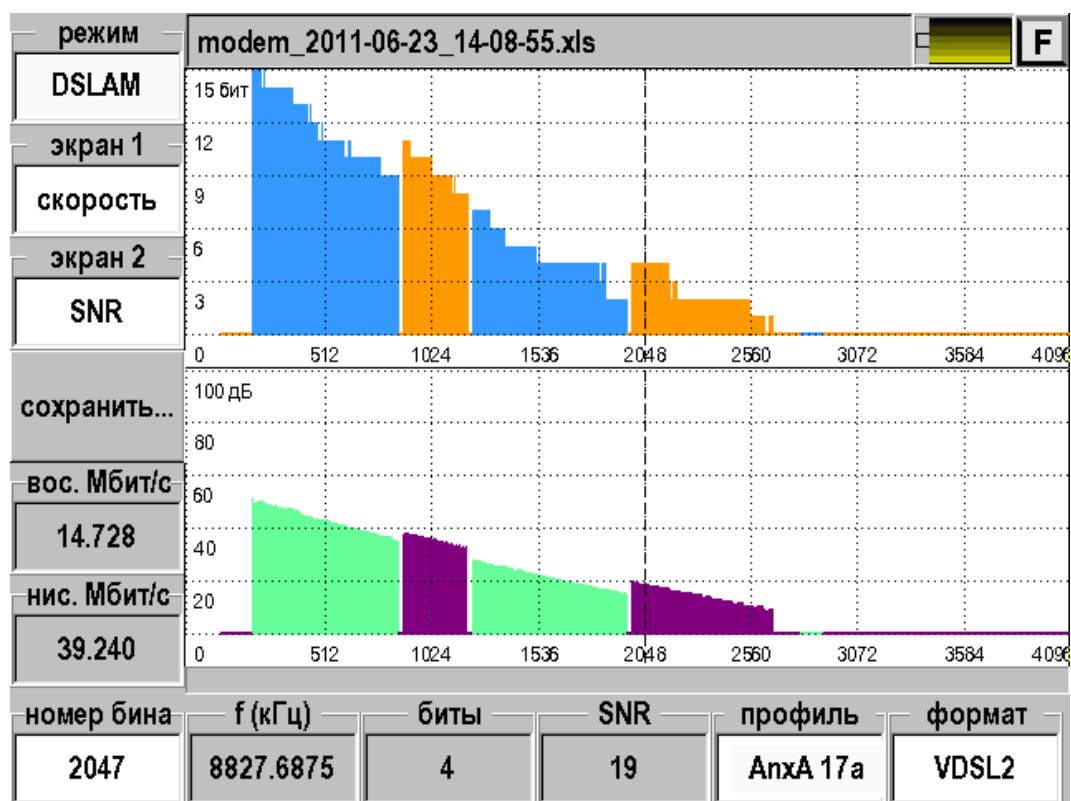 режим
DSLAM
экран 1
скорость
экран 2
SNR
сохранить...
вос. Мбит/с
14.728
нис. Мбит/с
39.240
modem_2011-06-23_14-08-55.xls
F
15 бит
12
9
6
3
0 512 1024 1536 2048 2560 3072 3584 4096
100 дБ
80
60
40
20
0 512 1024 1536 2048 2560 3072 3584 4096
номер бина f (кГц) биты SNR профиль формат
2047 8827.6875 4 19 AnxA 17a VDSL2